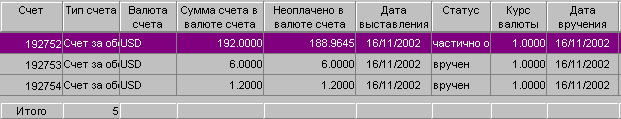 Счет Тип счета Валюта счета Сумма счета в валюте счета Неоплачено в валюте счета Дата выставления Статус Курс валюты Дата вручения
192752 Счет за обс USD 192.0000 188.9645 16/11/2002 частично о 1.0000 16/11/2002
192753 Счет за обс USD 6.0000 6.0000 16/11/2002 вручен 1.0000 16/11/2002
192754 Счет за обс USD 1.2000 1.2000 16/11/2002 вручен 1.0000 16/11/2002
Итого 5